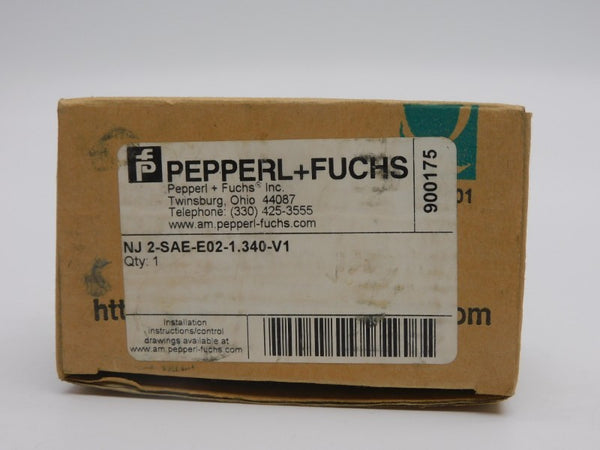 PEPPERL+FUCHS
Pepperl + Fuchs® Inc.
Twinsburg, Ohio 44087
Telephone: (330) 425-3555
www.am.pepperl-fuchs.com
900175
NJ 2-SAE-E02-1.340-V1
Qty: 1
Installation
instructions/control
drawings available at
www.am.pepperl-fuchs.com
htt
om
01